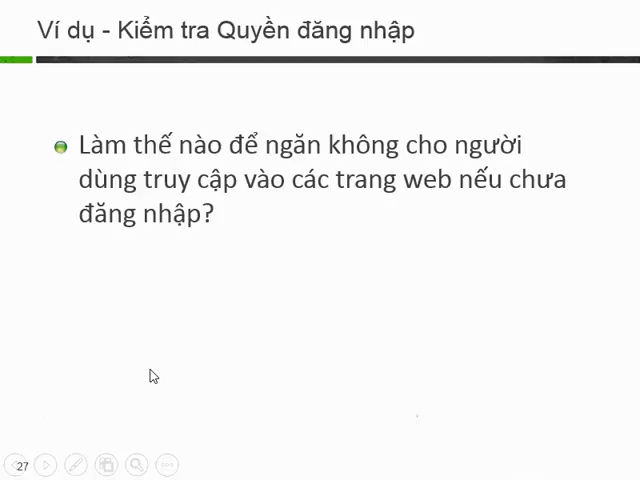 Ví dụ - Kiểm tra Quyền đăng nhập
Làm thế nào để ngăn không cho người
dùng truy cập vào các trang web nếu chưa
đăng nhập?
27